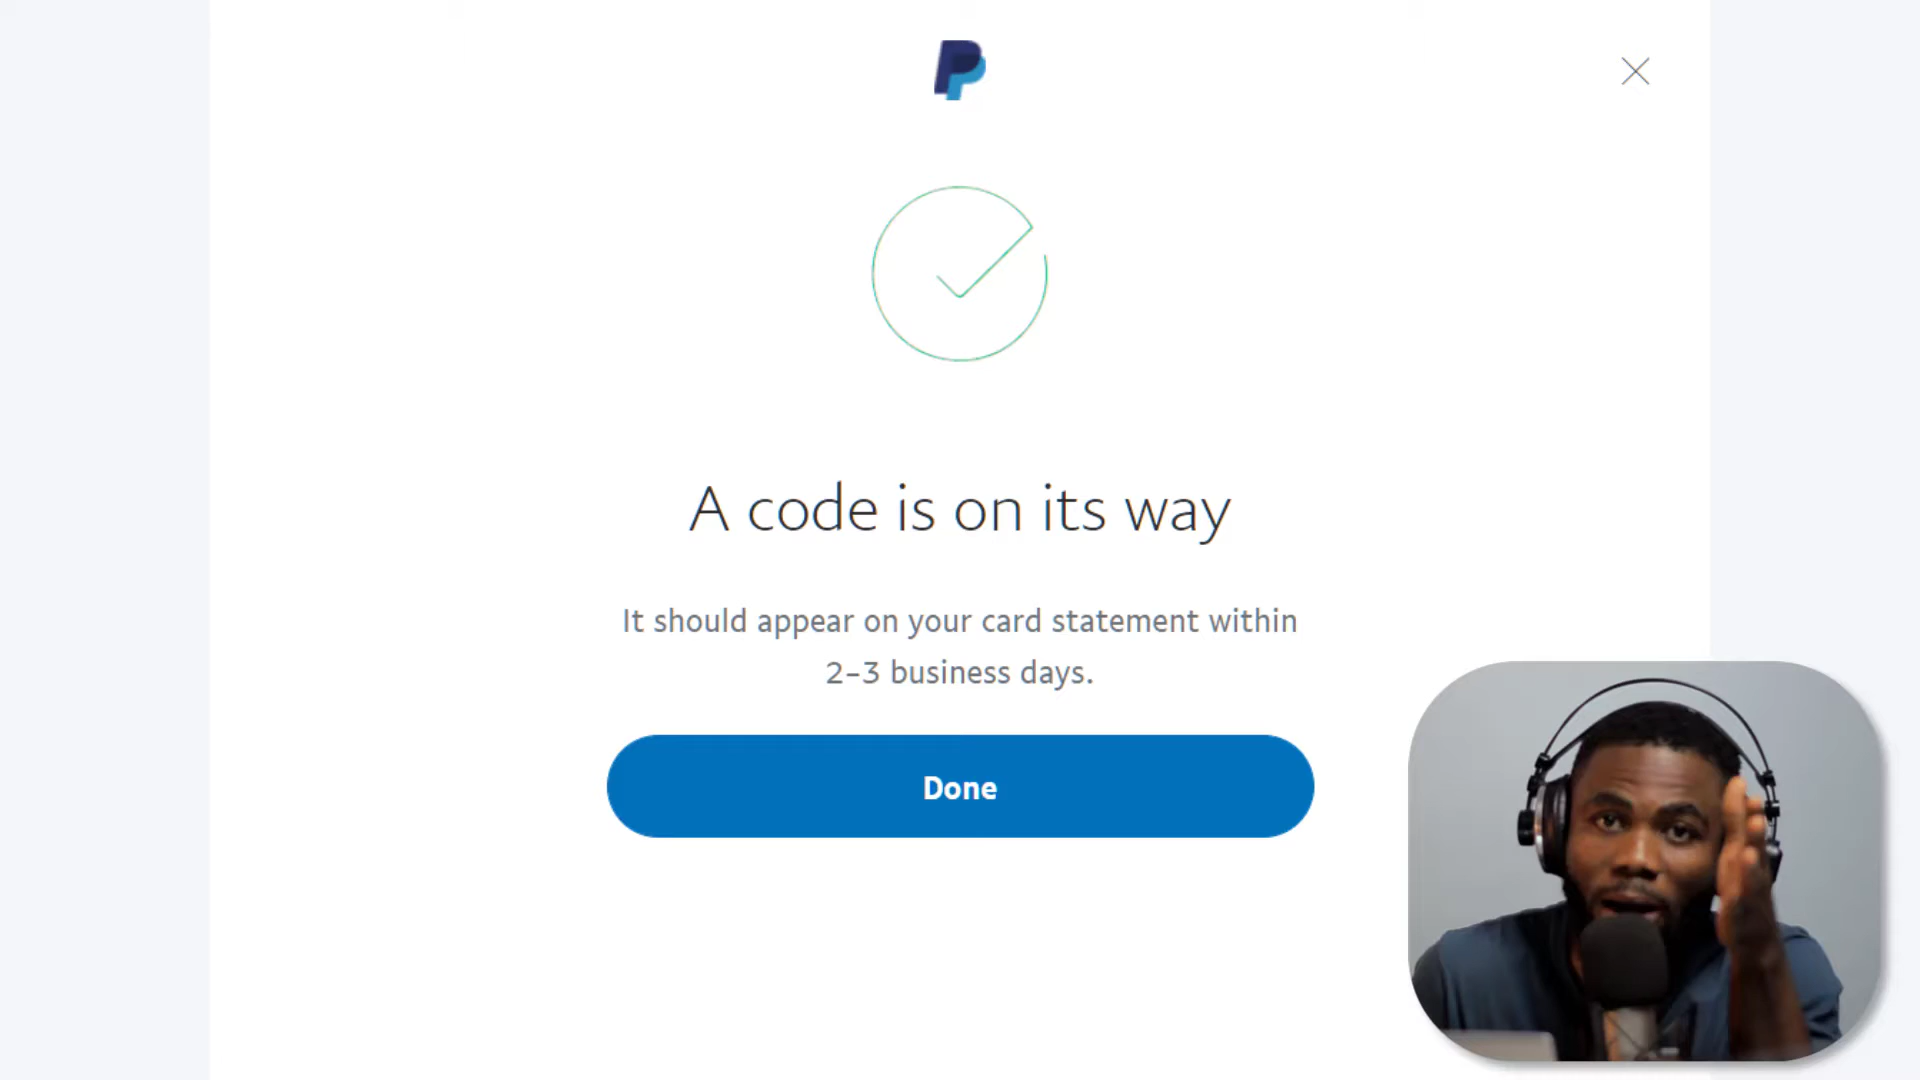 A code is on its way
It should appear on your card statement within
2–3 business days.
Done